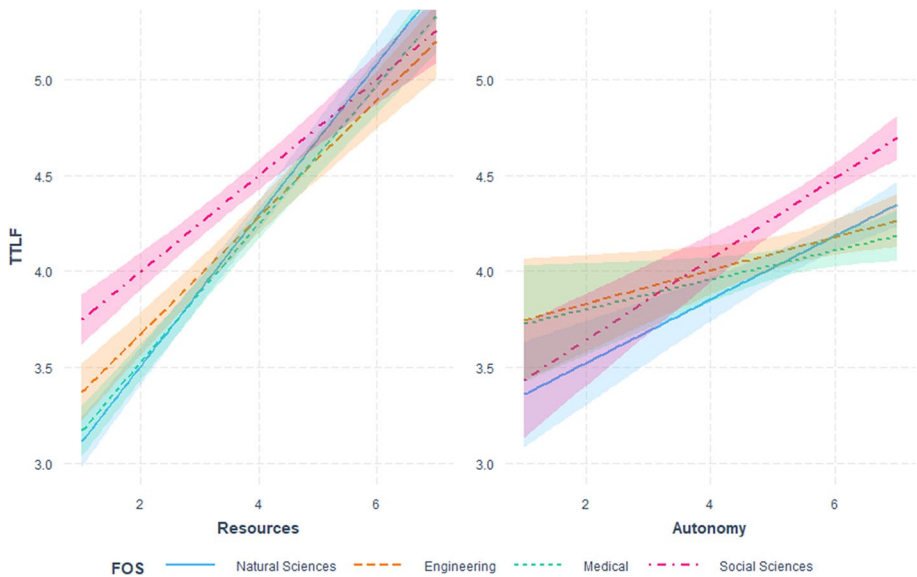 TTLF
5.0
4.5
4.0
3.5
3.0
5.0
4.5
4.0
3.5
3.0
2 4 6
2 4 6
Resources
Autonomy
FOS Natural Sciences Engineering Medical Social Sciences